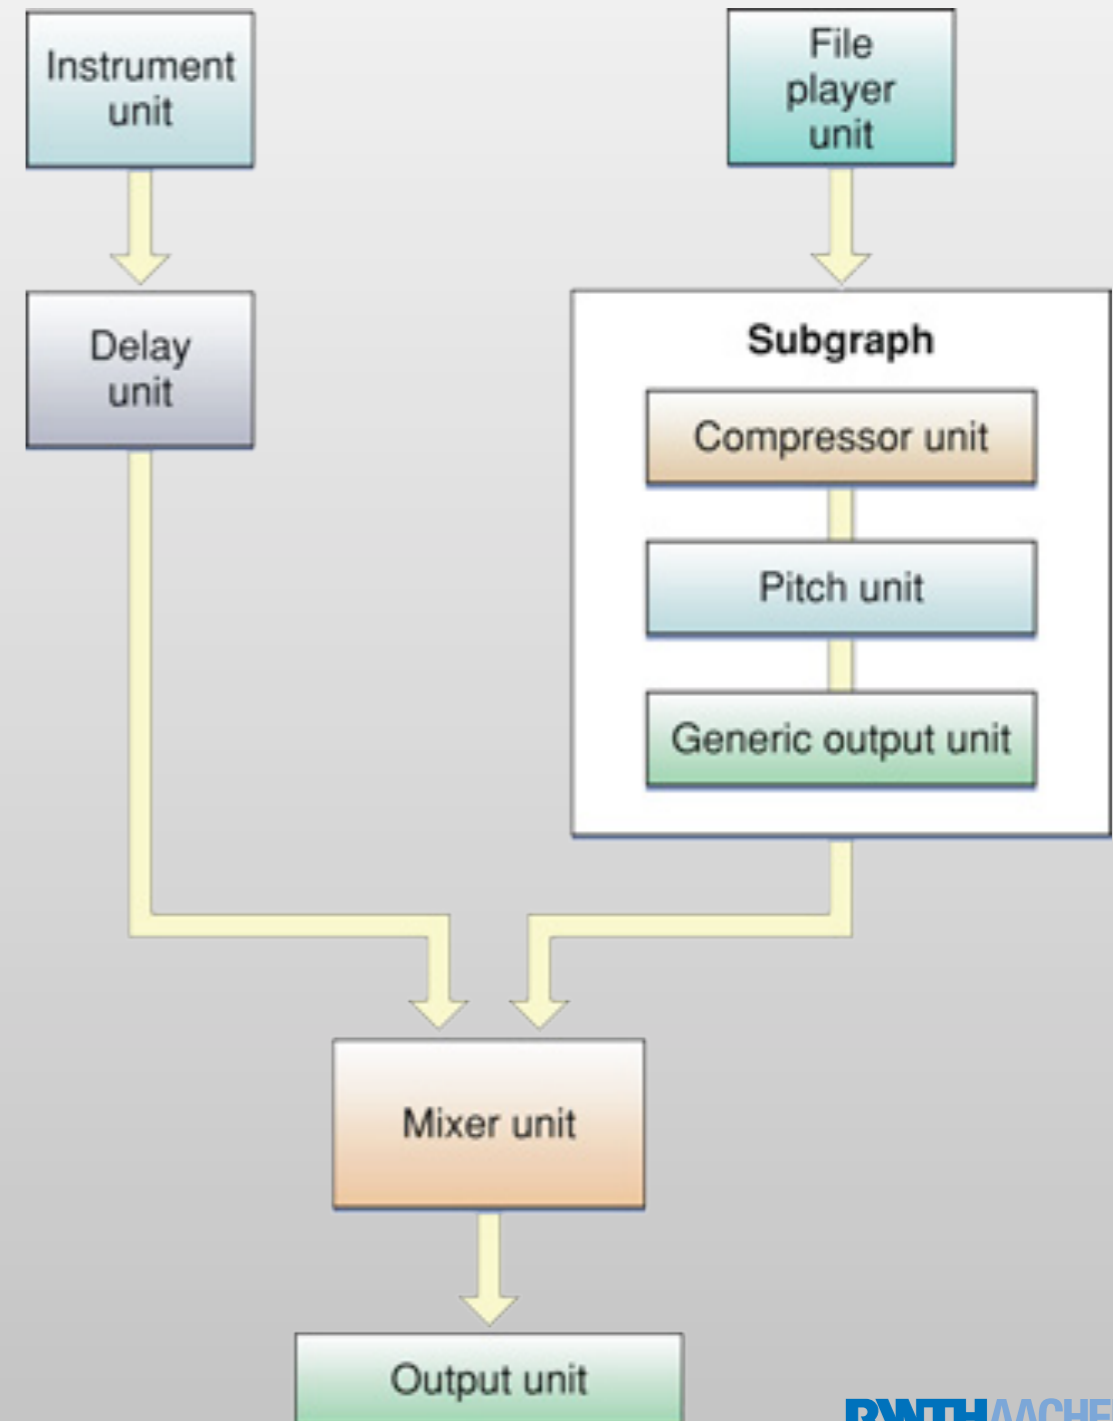 Instrument
unit
File
player
unit
Delay
unit
Subgraph
Compressor unit
Pitch unit
Generic output unit
Mixer unit
Output unit